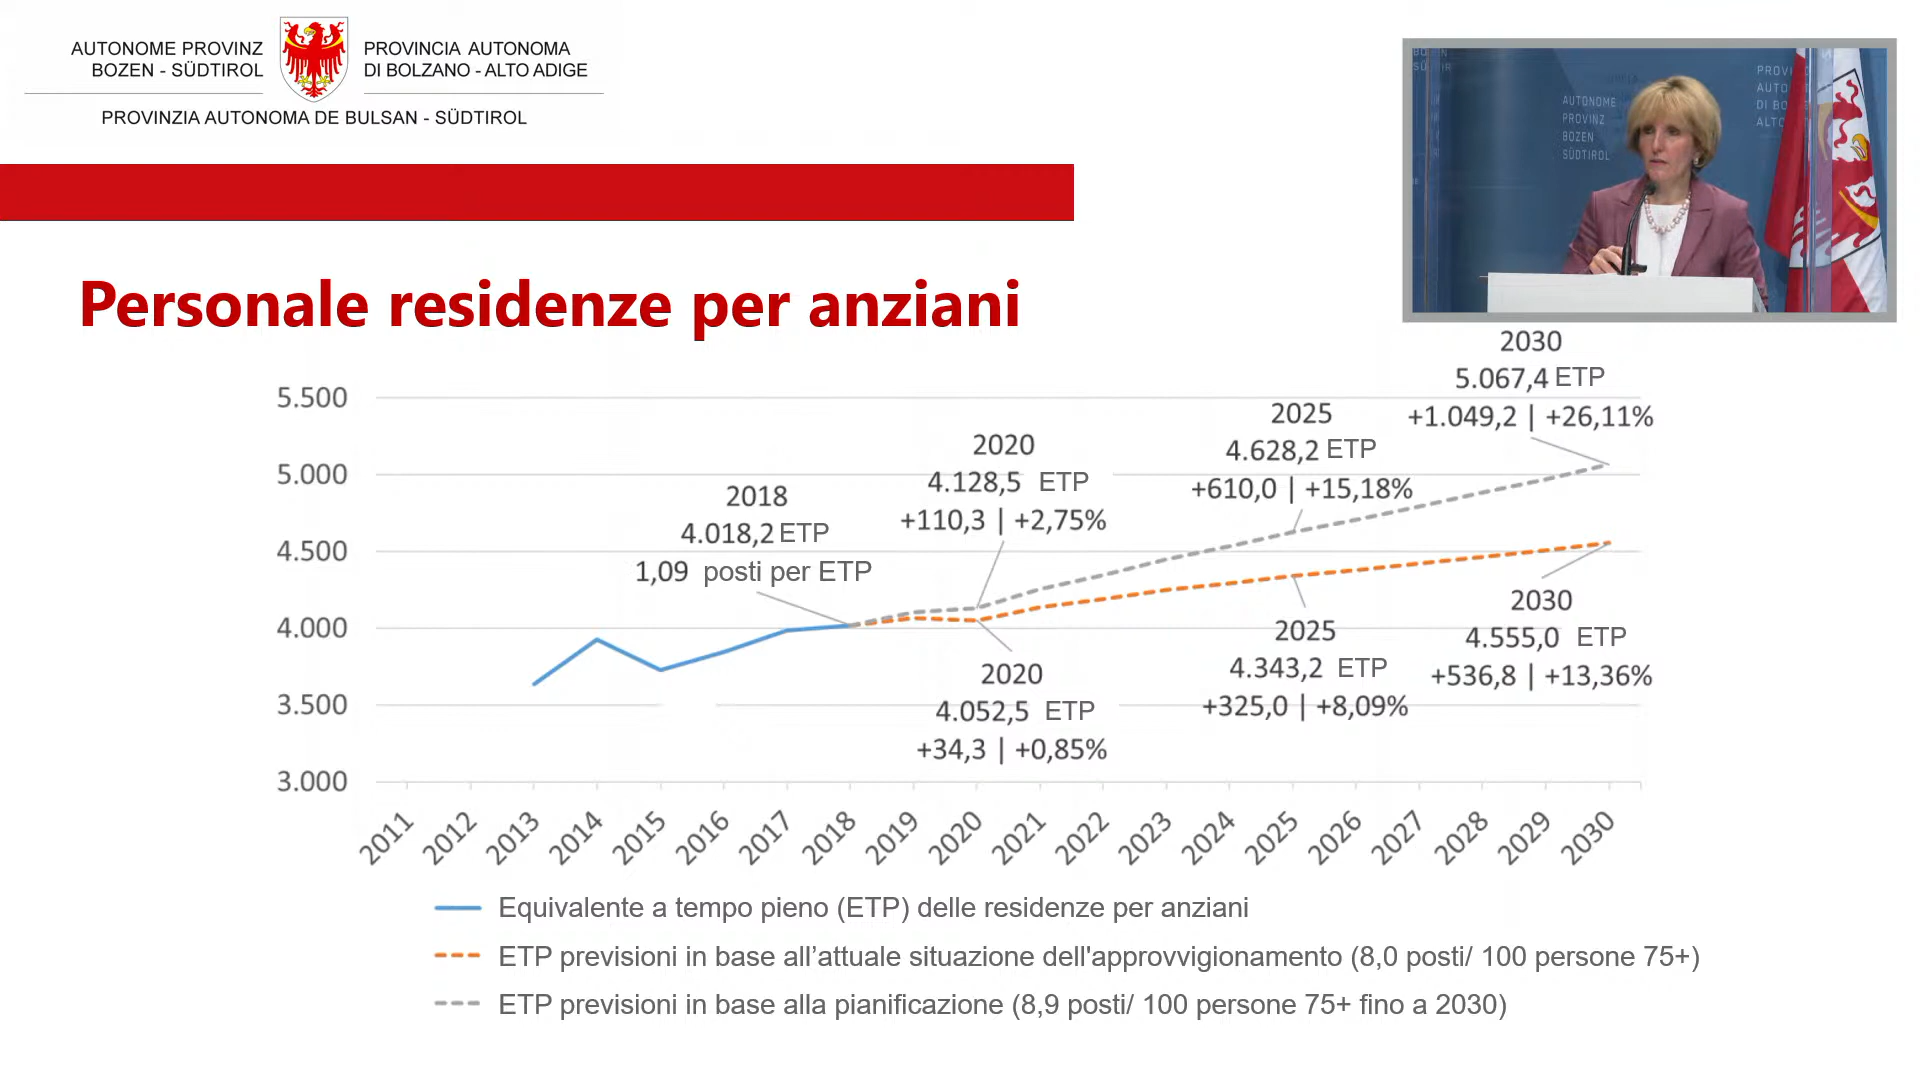 AUTONOME PROVINZ
BOZEN - SÜDTIROL
PROVINCIA AUTONOMA
DI BOLZANO - ALTO ADIGE
PROVINZIA AUTONOMA DE BULSAN - SÜDTIROL
AUTONOME
PROVINZ
BOZEN
SÜDTIROL
Personale residenze per anziani
5.500
5.000
4.500
4.000
3.500
3.000
2018
4.018,2 ETP
1,09 posti per ETP
2020
4.128,5 ETP
+110,3 | +2,75%
2025
4.628,2 ETP
+610,0 | +15,18%
2030
5.067,4 ETP
+1.049,2 | +26,11%
2020
4.052,5 ETP
+34,3 | +0,85%
2025
4.343,2 ETP
+325,0 | +8,09%
2030
4.555,0 ETP
+536,8 | +13,36%
2011 2012 2013 2014 2015 2016 2017 2018 2019 2020 2021 2022 2023 2024 2025 2026 2027 2028 2029 2030
Equivalente a tempo pieno (ETP) delle residenze per anziani
ETP previsioni in base all’attuale situazione dell'approvvigionamento (8,0 posti/ 100 persone 75+)
ETP previsioni in base alla pianificazione (8,9 posti/ 100 persone 75+ fino a 2030)